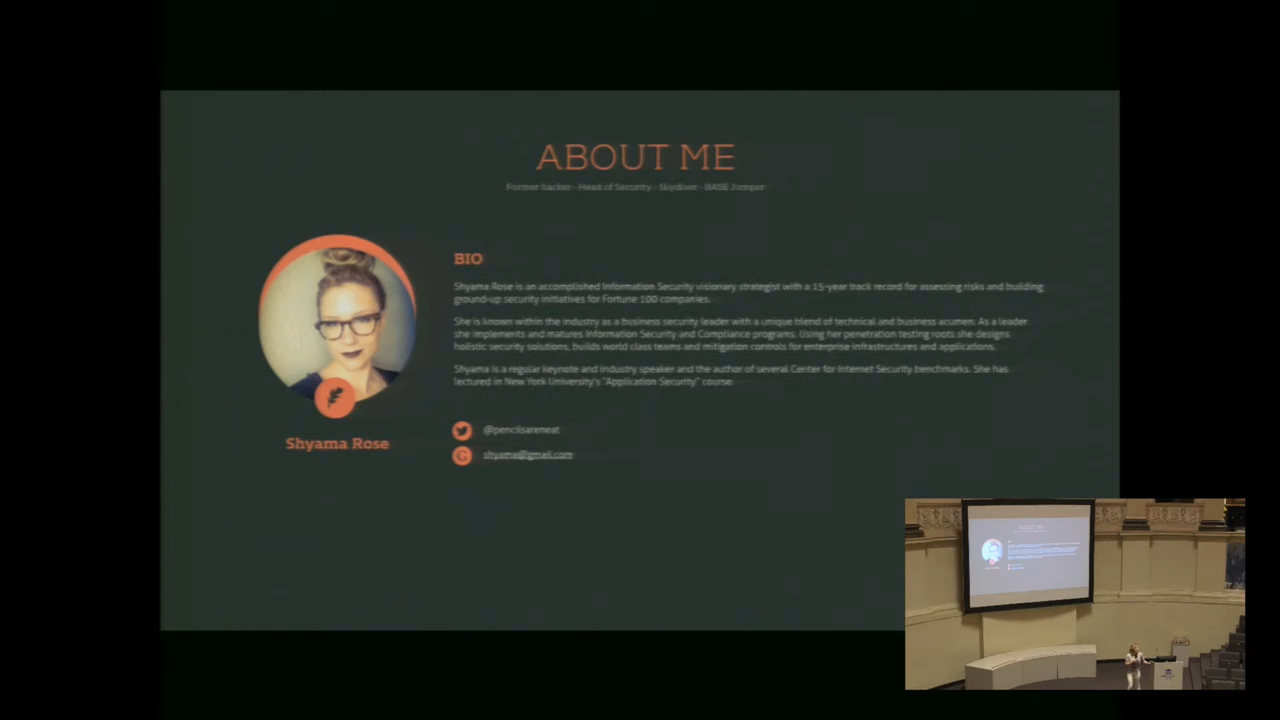 ABOUT ME
Former hacker - Head of Security - Skydiver - BASE Jumper
BIO
Shyama Rose is an accomplished Information Security visionary strategist with a 15-year track record for assessing risks and building
ground-up security initiatives for Fortune 100 companies.
She is known within the industry as a business security leader with a unique blend of technical and business acumen. As a leader
she implements and matures Information Security and Compliance programs. Using her penetration testing roots she designs
holistic security solutions, builds world class teams and mitigation controls for enterprise infrastructures and applications.
Shyama is a regular keynote and industry speaker and the author of several Center for Internet Security benchmarks. She has
lectured in New York University's "Application Security" course.
Shyama Rose
@pencilsareneat
G
shyama@gmail.com
ABOUT ME